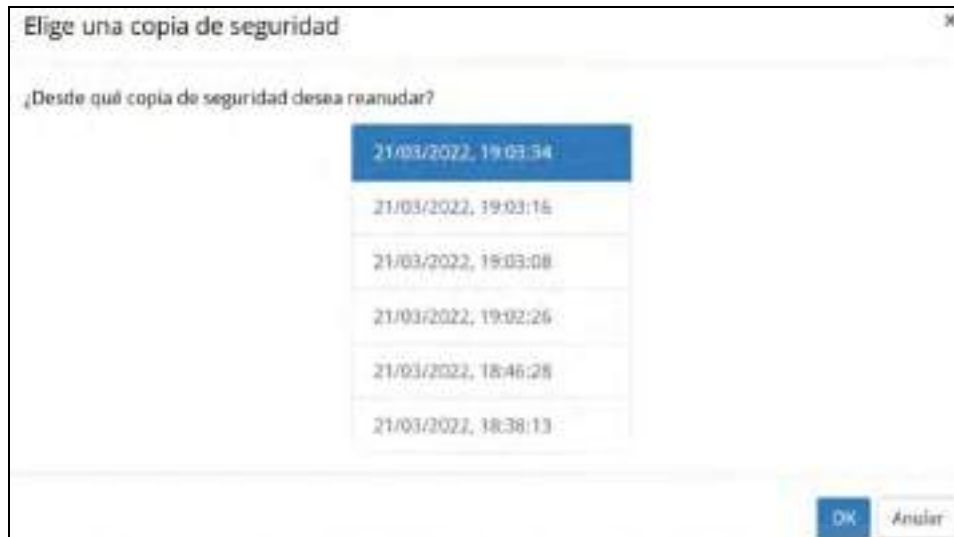 Elige una copia de seguridad
¿Desde qué copia de seguridad desea reanudar?
21/03/2022, 19:03:34
21/03/2022, 19:03:16
21/03/2022, 19:03:08
21/03/2022, 19:02:26
21/03/2022, 18:46:28
21/03/2022, 18:38:13
OK Anular